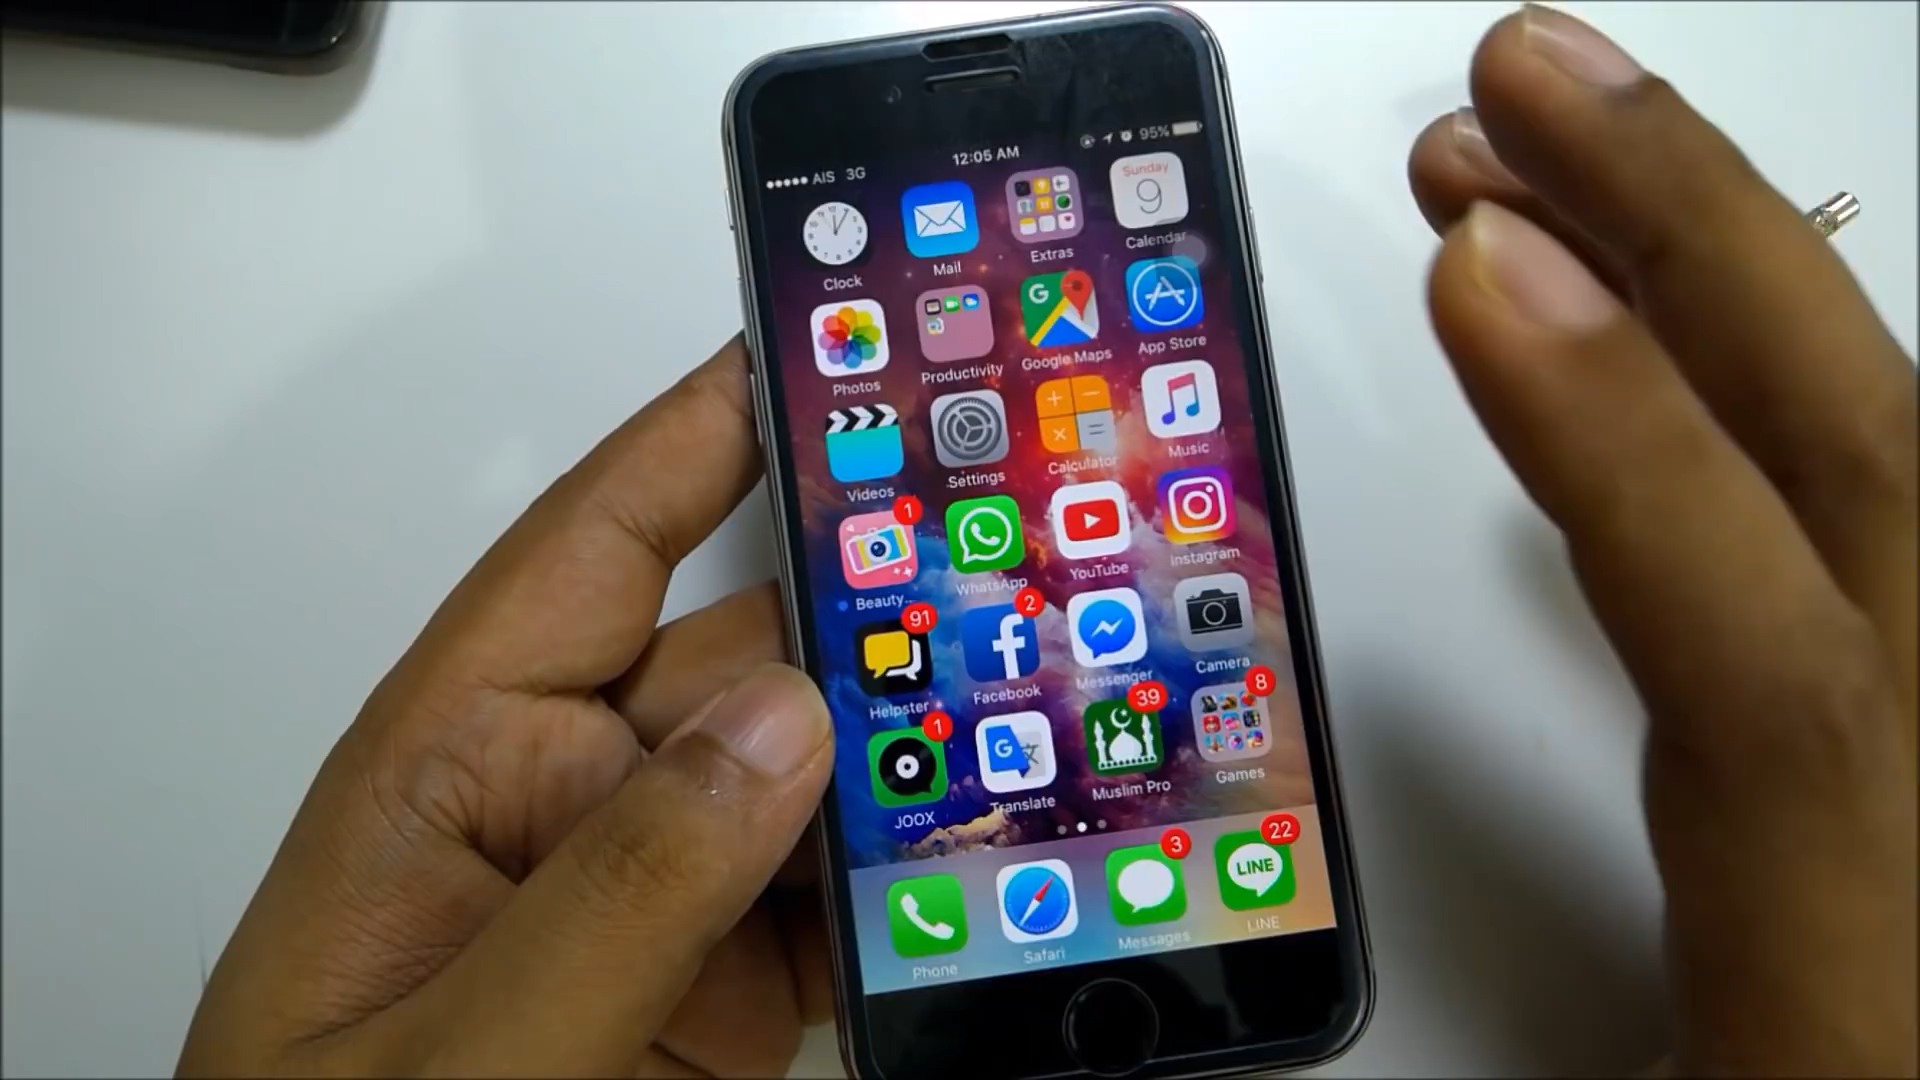 AIS 3G 12:05 AM 95%
Clock Mail Extras Sunday 9 Calendar
Photos Productivity G Google Maps App Store
Videos Settings Calculator Music
1 Beauty... WhatsApp YouTube Instagram
91 Helpster 2 Facebook Messenger Camera
1 JOOX G Translate 39 Muslim Pro 8 Games
Phone Safari 3 Messages 22 LINE LINE